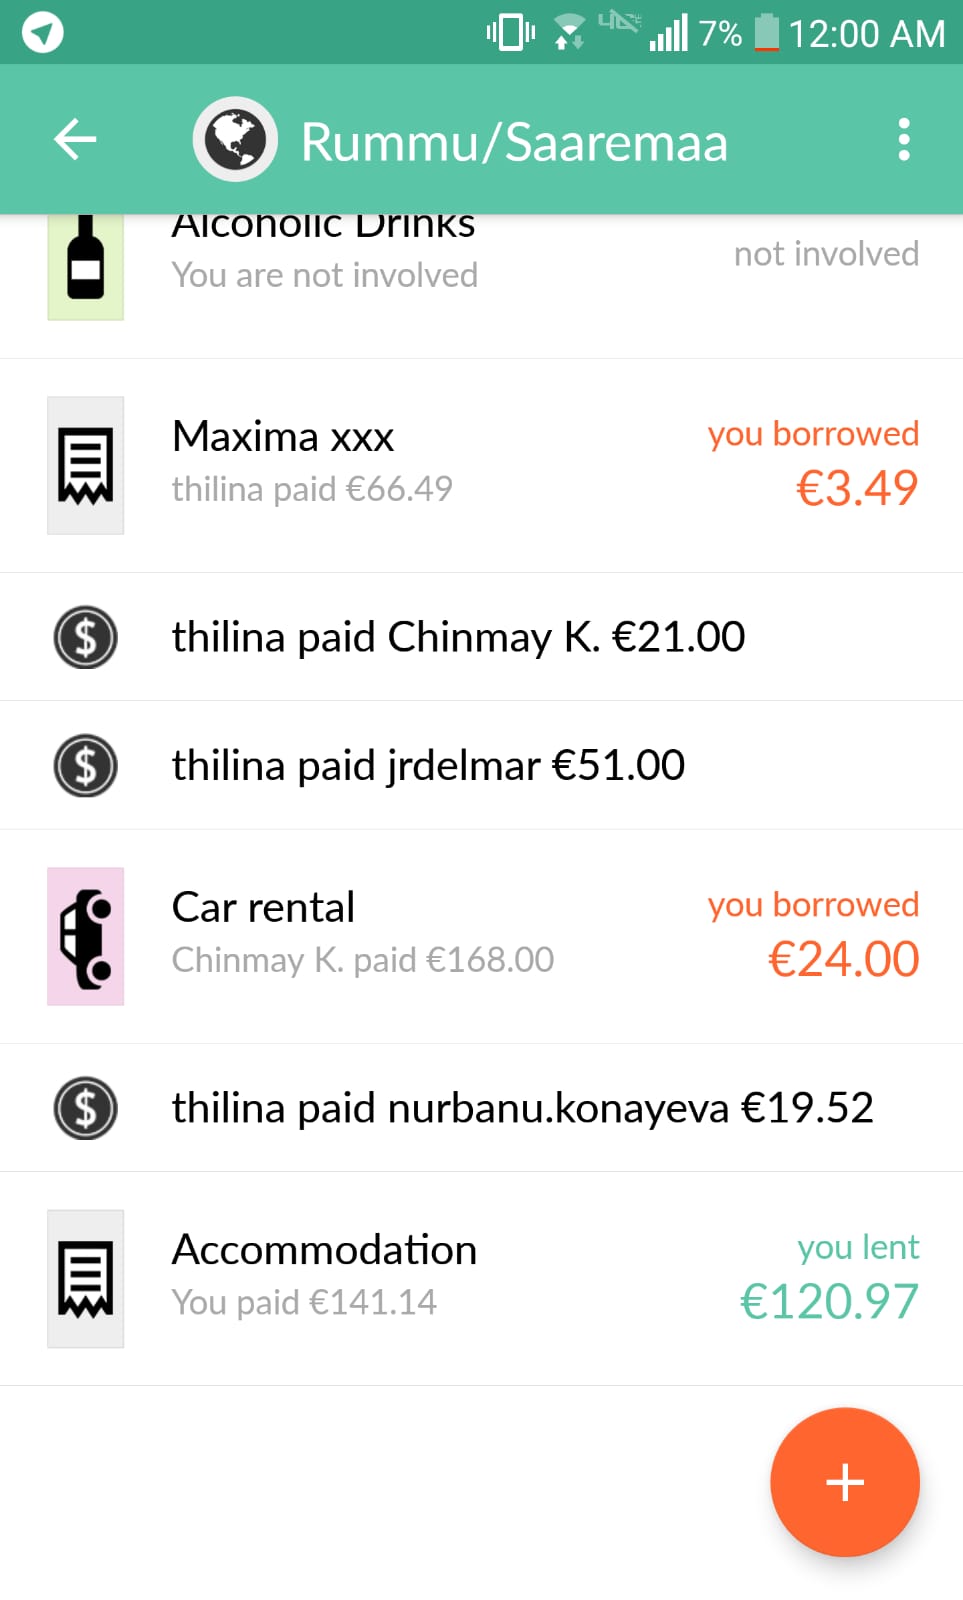 7% 12:00 AM
Rummu/Saaremaa
Alcoholic Drinks
You are not involved
not involved
Maxima xxx
thilina paid €66.49
you borrowed
€3.49
thilina paid Chinmay K. €21.00
thilina paid jrdelmar €51.00
Car rental
Chinmay K. paid €168.00
you borrowed
€24.00
thilina paid nurbanu.konayeva €19.52
Accommodation
You paid €141.14
you lent
€120.97